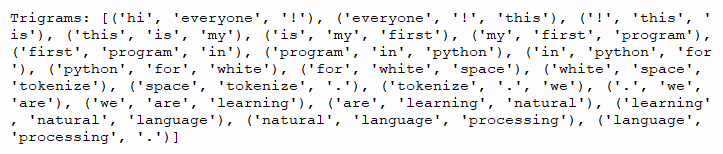 Trigrams: [('hi', 'everyone', '!'), ('everyone', '!', 'this'), ('!', 'this', '
is'), ('this', 'is', 'my'), ('is', 'my', 'first'), ('my', 'first', 'program'),
('first', 'program', 'in'), ('program', 'in', 'python'), ('in', 'python', 'for
'), ('python', 'for', 'white'), ('for', 'white', 'space'), ('white', 'space',
'tokenize'), ('space', 'tokenize', '.'), ('tokenize', '.', 'we'), ('.', 'we',
'are'), ('we', 'are', 'learning'), ('are', 'learning', 'natural'), ('learning'
, 'natural', 'language'), ('natural', 'language', 'processing'), ('language',
'processing', '.')]